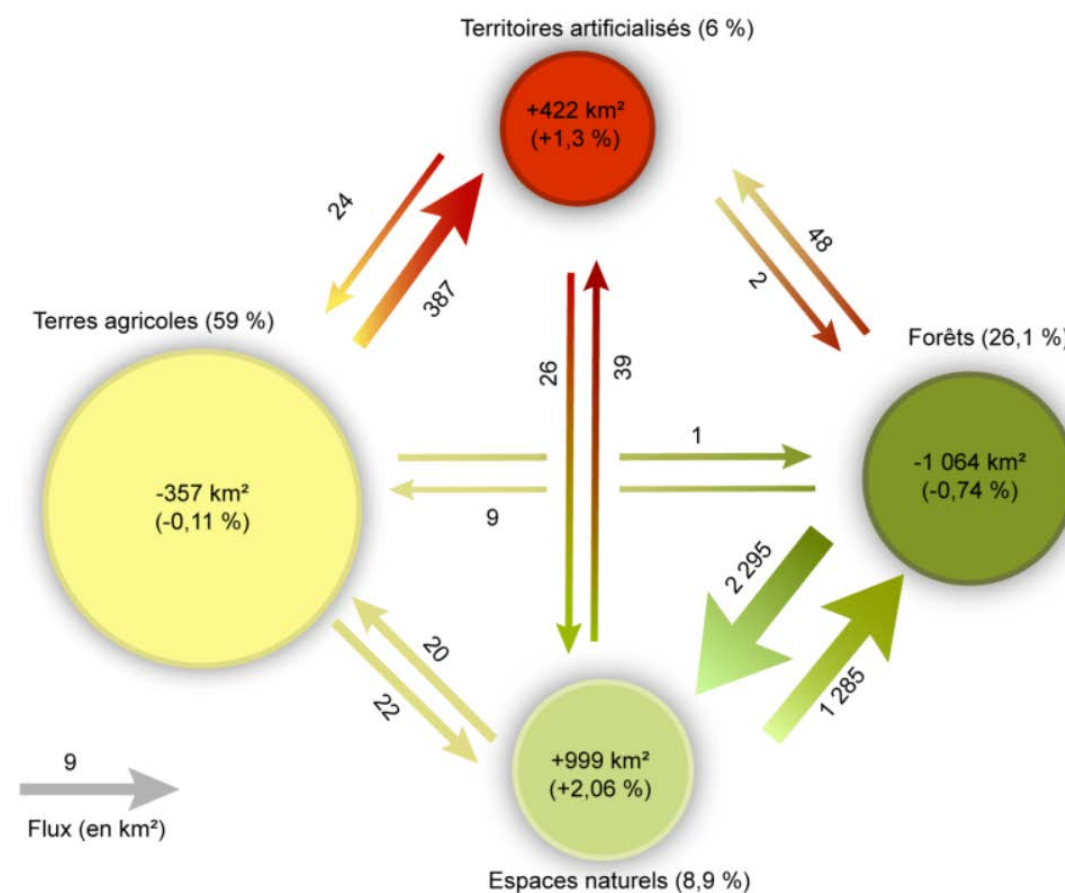 Territoires artificialisés (6 %)
+422 km²
(+1,3 %)
24
387
48
2
Terres agricoles (59 %)
Forêts (26,1 %)
26
39
1
-357 km²
(-0,11 %)
-1 064 km²
(-0,74 %)
9
2 295
1 285
20
22
+999 km²
(+2,06 %)
9
Flux (en km²)
Espaces naturels (8,9 %)